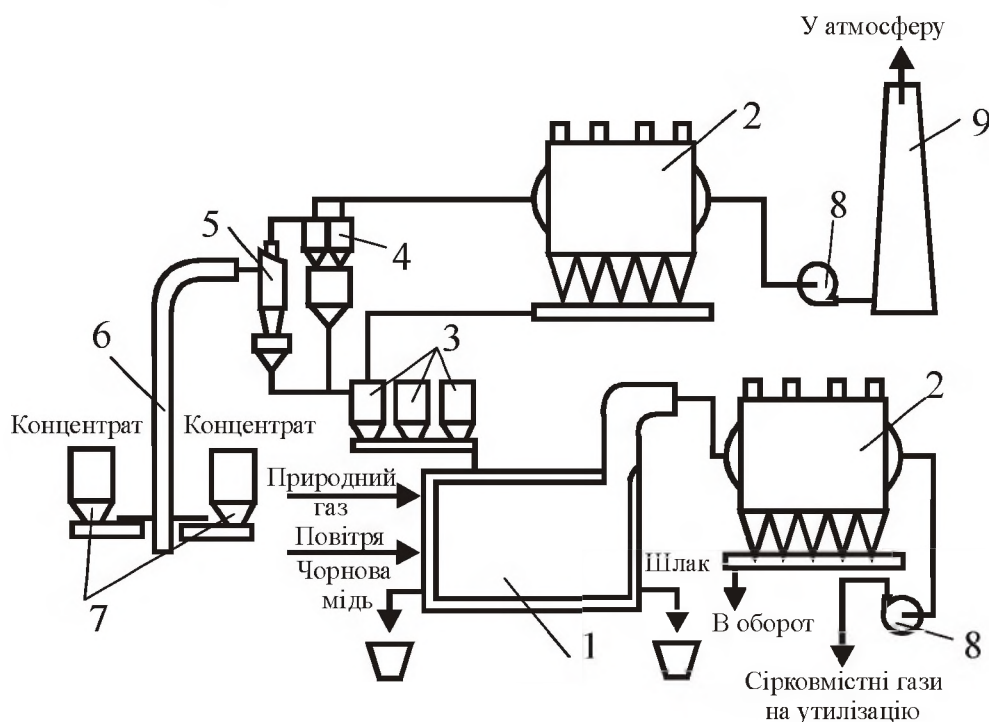 У атмосферу
2
9
8
5
4
6
3
Концентрат
Концентрат
2
Природний
газ
Повітря
Чорнова
мідь
Шлак
В оборот
7
1
8
Сірковмістні гази
на утилізацію